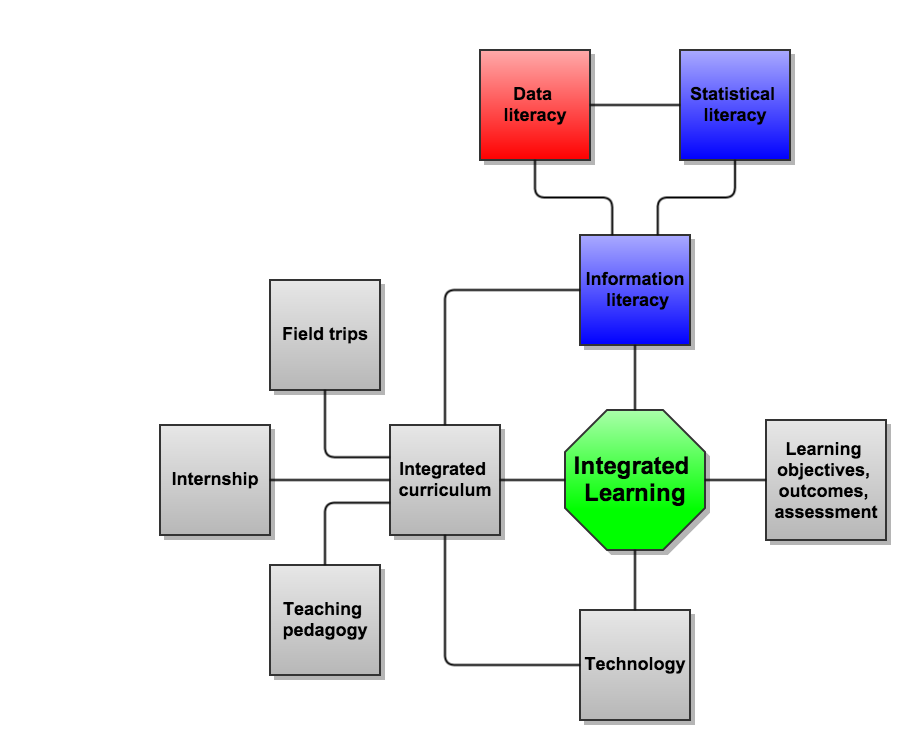 Data
literacy
Statistical
literacy
Information
literacy
Field trips
Internship
Integrated
curriculum
Integrated
Learning
Learning
objectives,
outcomes,
assessment
Teaching
pedagogy
Technology